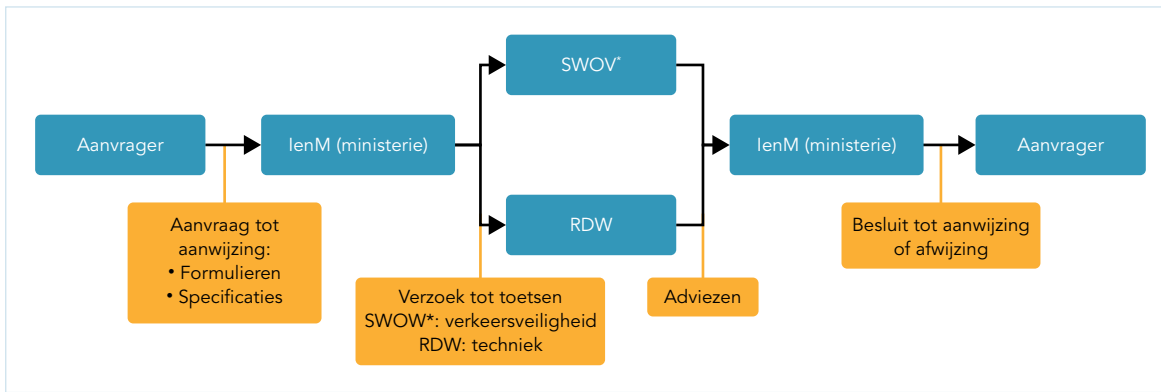 Aanvrager
IenM (ministerie)
SWOV*
RDW
IenM (ministerie)
Aanvrager
Aanvraag tot
aanwijzing:
• Formulieren
• Specificaties
Verzoek tot toetsen
SWOW*: verkeersveiligheid
RDW: techniek
Adviezen
Besluit tot aanwijzing
of afwijzing